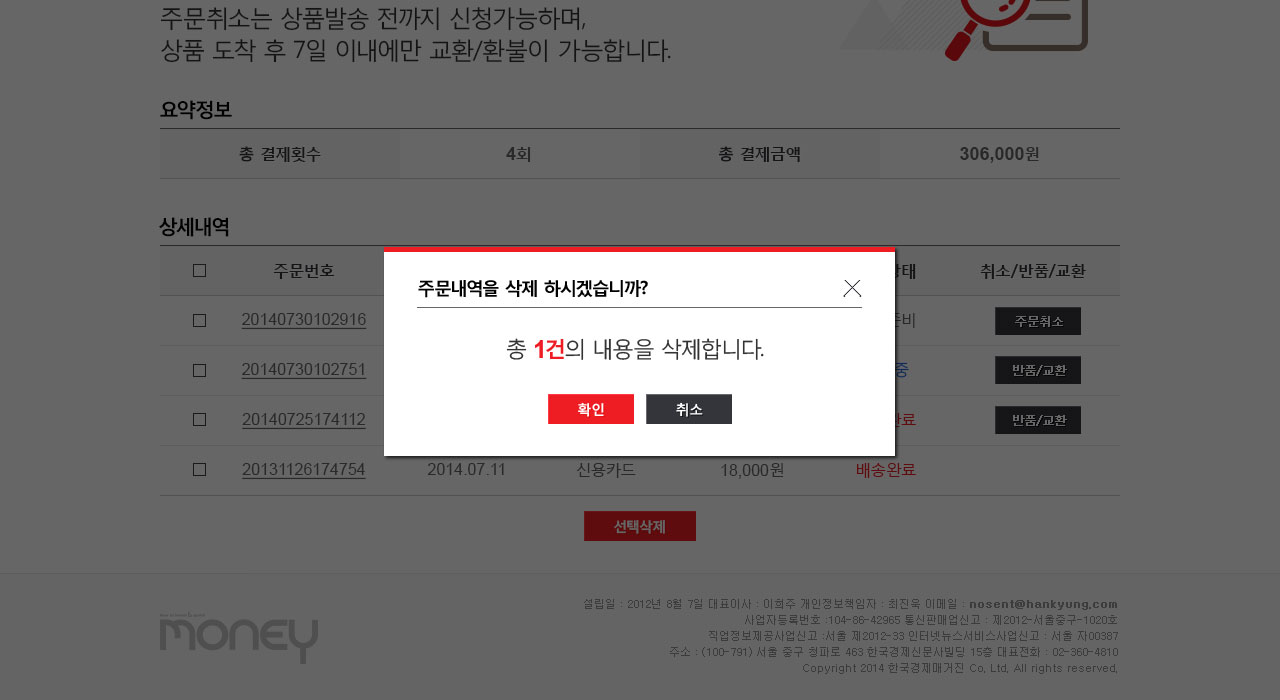 주문취소는 상품발송 전까지 신청가능하며,
상품 도착 후 7일 이내에만 교환/환불이 가능합니다.
요약정보
총 결제횟수 4회 총 결제금액 306,000원
상세내역
주문번호 취소/반품/교환
주문내역을 삭제 하시겠습니까?
20140730102916 주문취소
총 1건의 내용을 삭제합니다.
20140730102751 중 반품/교환
확인 취소
20140725174112 반품/교환
20131126174754 2014.07.11 신용카드 18,000원 배송완료
선택삭제
money
설립일 : 2012년 8월 7일 대표이사 : 이희주 개인정보책임자 : 최진욱 이메일 : nosent@hankyung.com
사업자등록번호 :104-86-42965 통신판매업신고 : 제2012-서울중구-1020호
직업정보제공사업신고 :서울 제2012-33 인터넷뉴스서비스사업신고 : 서울 자00387
주소 : (100-791) 서울 중구 청파로 463 한국경제신문사빌딩 15층 대표전화 : 02-360-4810
Copyright 2014 한국경제매거진 Co. Ltd, All rights reserved.